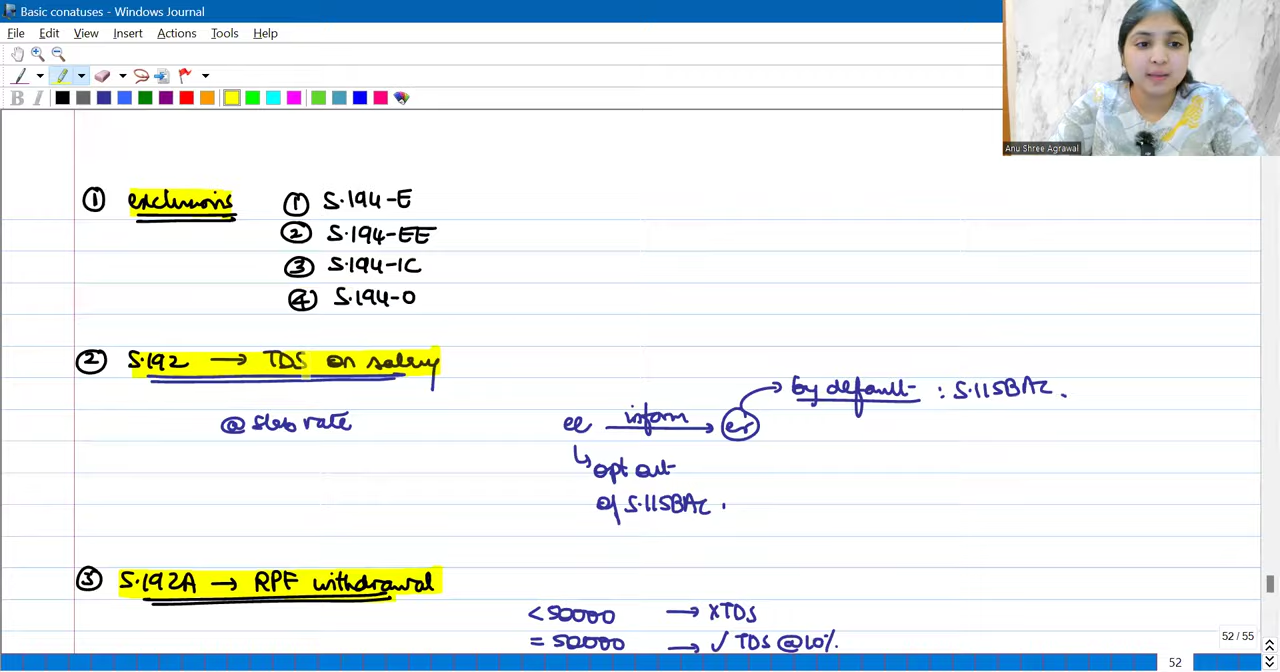 Basic conatuses - Windows Journal
File Edit View Insert Actions Tools Help
B I
Anu Shree Agrawal
① exclusions ① S.194-E
② S.194-EE
③ S.194-IC
④ S.194-O
② S.192 → TDS on salary
@ slab rate
ee inform → er → by default : S.115BAC.
↳ opt out
of S.115BAC.
③ S.192A → RPF withdrawal
< 50000 → X TDS
= 50000 → ✓ TDS @10%.
52 / 55
52